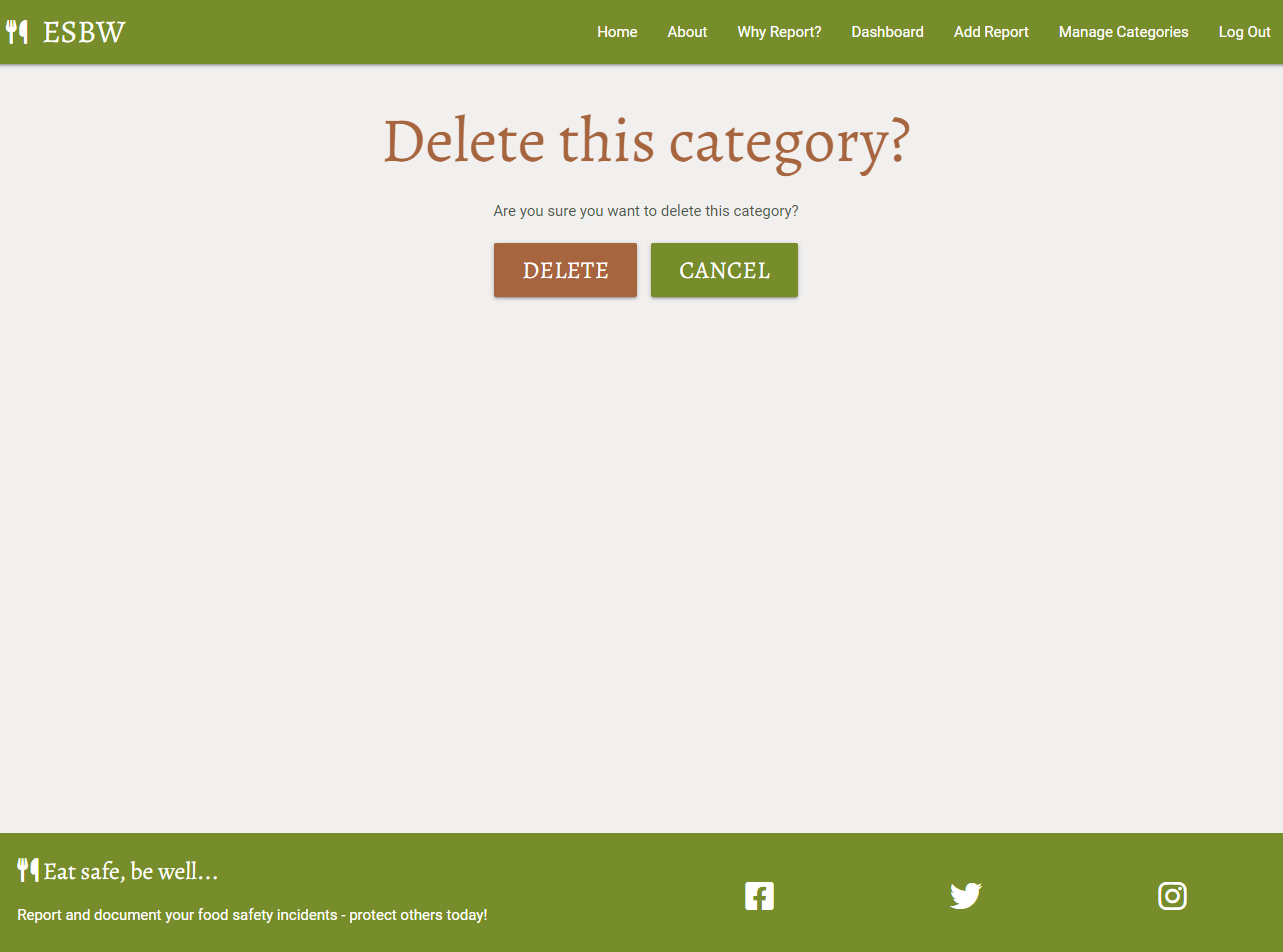 ESBW
Home About Why Report? Dashboard Add Report Manage Categories Log Out
Delete this category?
Are you sure you want to delete this category?
DELETE CANCEL
Eat safe, be well...
Report and document your food safety incidents - protect others today!